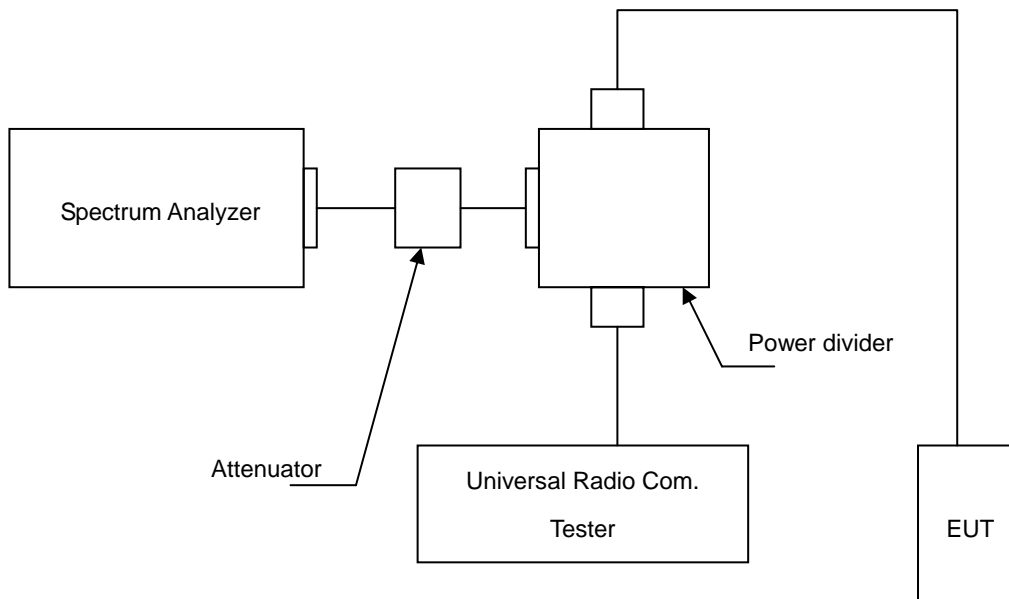 Spectrum Analyzer
Power divider
Attenuator
Universal Radio Com.
Tester
EUT